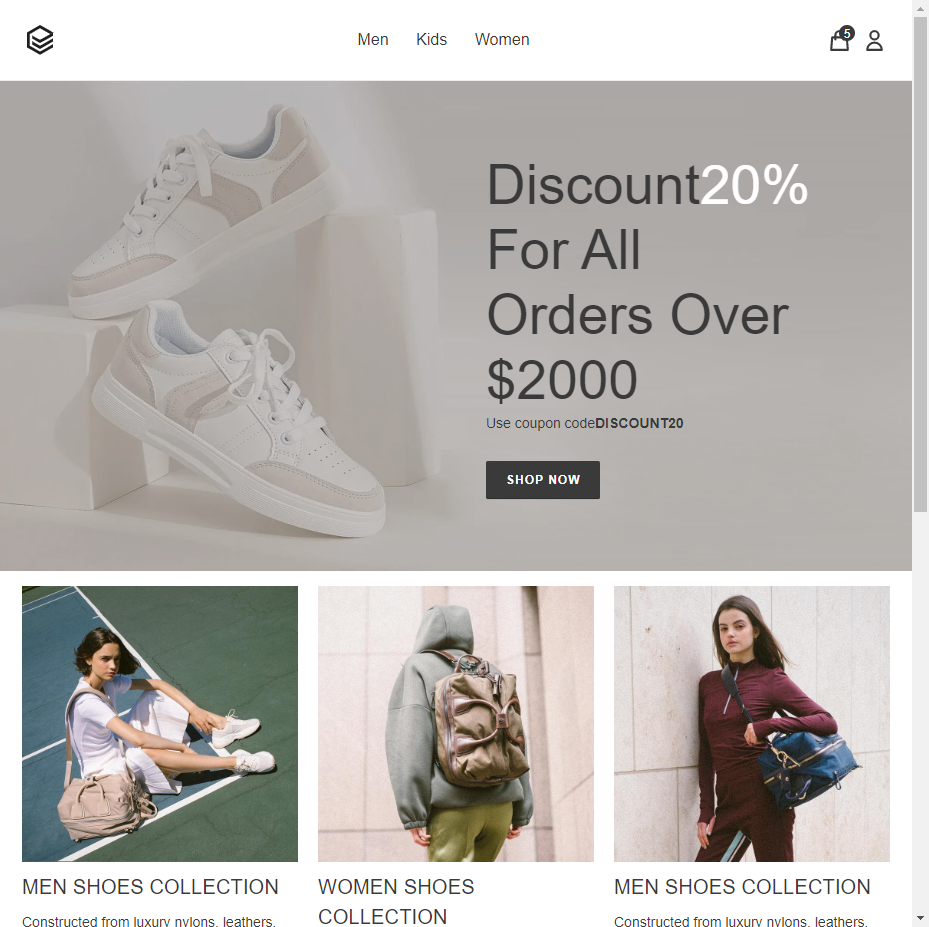 Men Kids Women 5
Discount20%
For All
Orders Over
$2000
Use coupon codeDISCOUNT20
SHOP NOW
MEN SHOES COLLECTION
Constructed from luxury nylons, leathers,
WOMEN SHOES
COLLECTION
MEN SHOES COLLECTION
Constructed from luxury nylons, leathers,